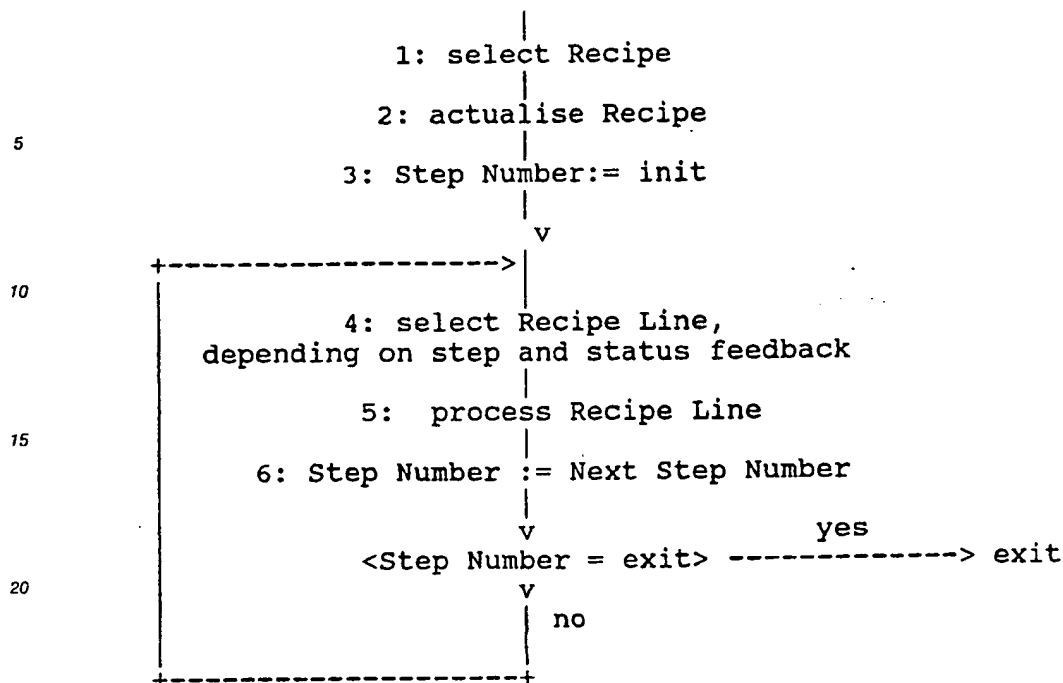 1: select Recipe
2: actualise Recipe
5
3: Step Number:= init
v
+-------------------->
10
4: select Recipe Line,
depending on step and status feedback
5: process Recipe Line
15
6: Step Number := Next Step Number
v yes
<Step Number = exit> -------------> exit
20 v
no
+----------------------+